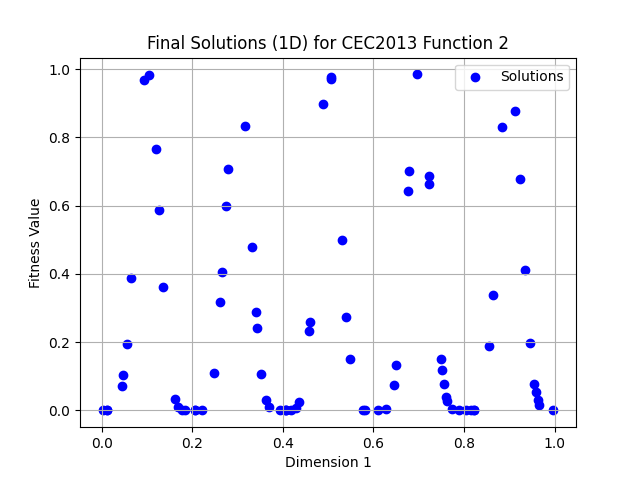 Final Solutions (1D) for CEC2013 Function 2
Solutions
1.0
0.8
0.6
0.4
0.2
0.0
Fitness Value
0.0 0.2 0.4 0.6 0.8 1.0
Dimension 1